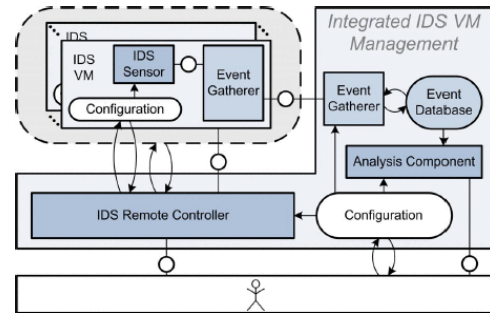 Integrated IDS VM
Management
IDS
IDS
VM
IDS
Sensor
Event
Gatherer
Configuration
Event
Gatherer
Event
Database
Analysis Component
IDS Remote Controller
Configuration